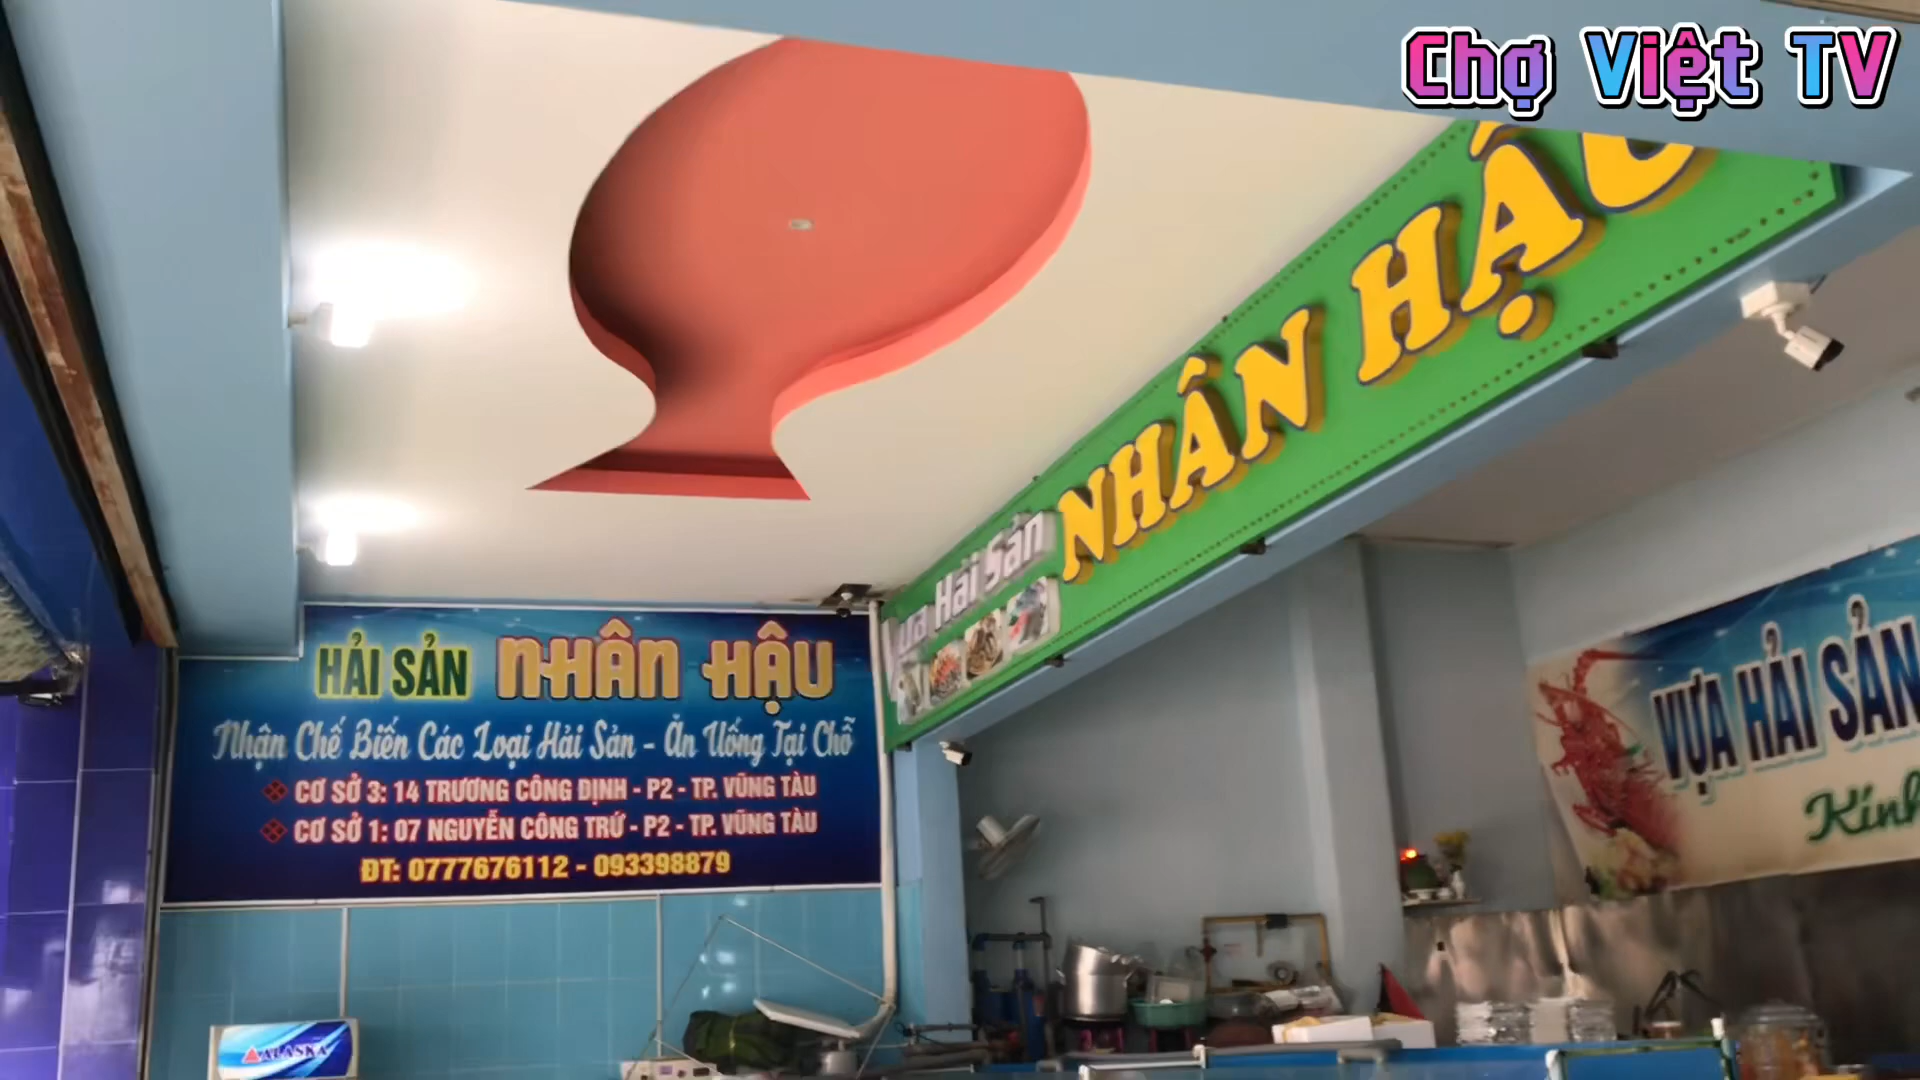 Chợ Việt TV
NHÂN HẬU
Hải Sản
HẢI SẢN NHÂN HẬU
Nhận Chế Biến Các Loại Hải Sản - Ăn Uống Tại Chỗ
CƠ SỞ 3: 14 TRƯƠNG CÔNG ĐỊNH - P2 - TP. VŨNG TÀU
CƠ SỞ 1: 07 NGUYỄN CÔNG TRỨ - P2 - TP. VŨNG TÀU
ĐT: 0777676112 - 093398879
VỰA HẢI SẢN
Kính
ALASKA